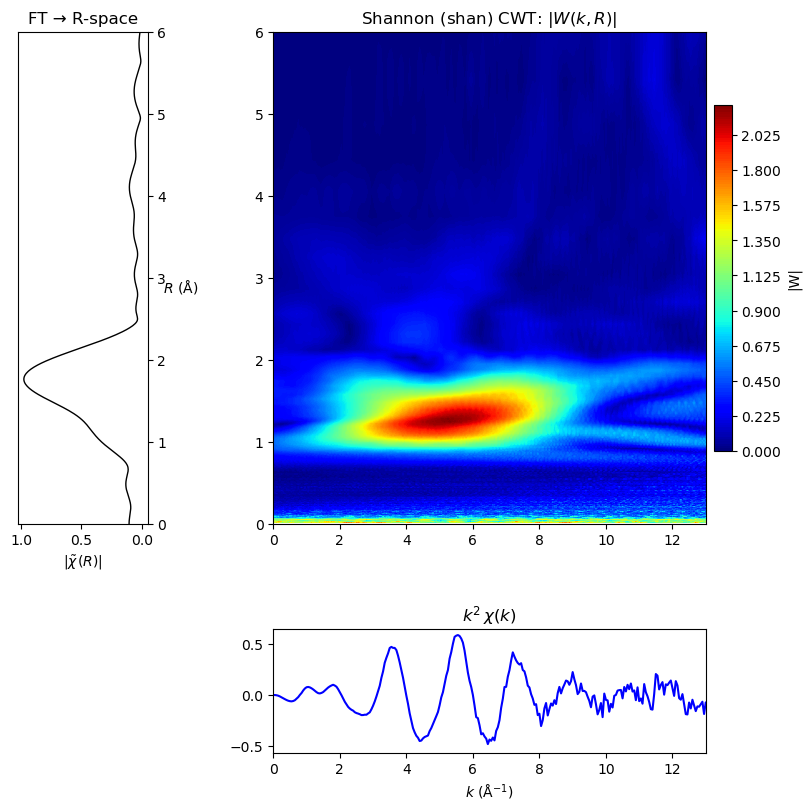 FT → R-space
Shannon (shan) CWT: |W(k, R)|
6
5
4
3
2
1
0
R (Å)
1.0 0.5 0.0
|χ̃(R)|
6
5
4
3
2
1
0
0 2 4 6 8 10 12
2.025
1.800
1.575
1.350
1.125
0.900
0.675
0.450
0.225
0.000
|W|
k² χ(k)
0.5
0.0
−0.5
0 2 4 6 8 10 12
k (Å⁻¹)